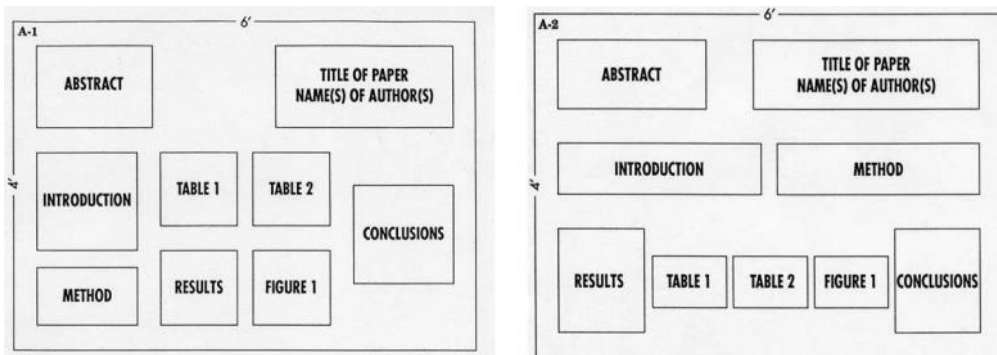 A-1
6'
ABSTRACT
TITLE OF PAPER
NAME(S) OF AUTHOR(S)
4'
INTRODUCTION
TABLE 1
TABLE 2
CONCLUSIONS
METHOD
RESULTS
FIGURE 1
A-2
6'
ABSTRACT
TITLE OF PAPER
NAME(S) OF AUTHOR(S)
4'
INTRODUCTION
METHOD
RESULTS
TABLE 1
TABLE 2
FIGURE 1
CONCLUSIONS